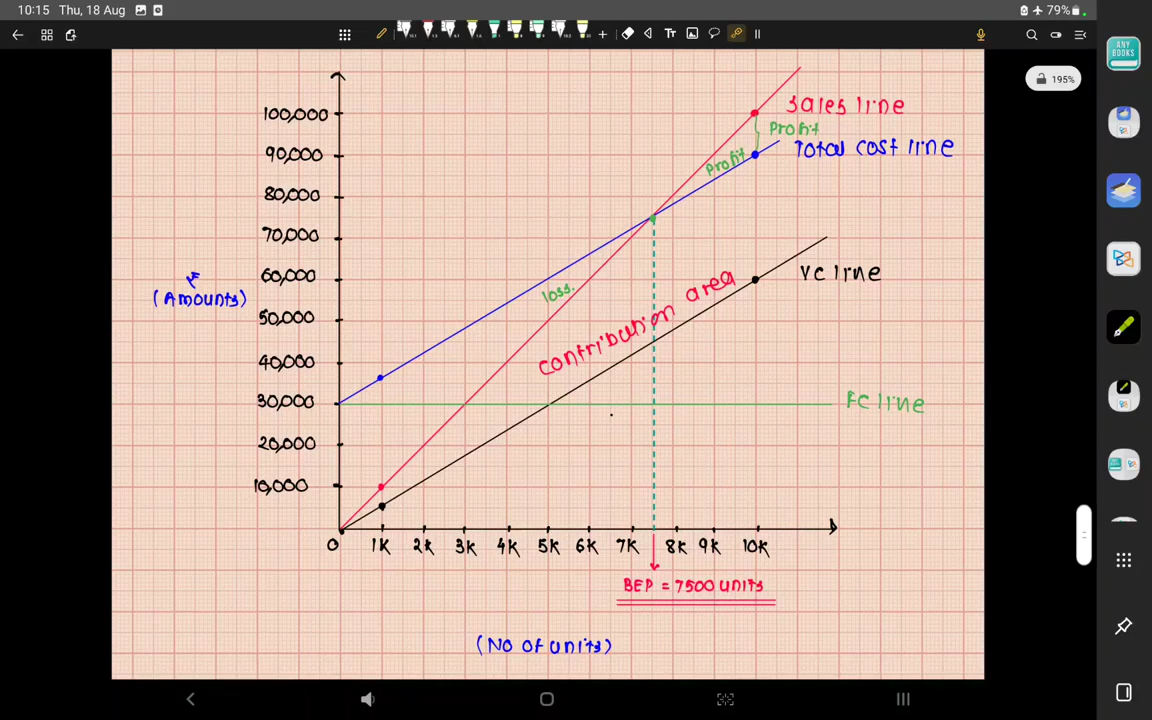 10:15 Thu, 18 Aug
79%
Tr
195%
ANY BOOKS
100,000
90,000
80,000
70,000
60,000
50,000
40,000
30,000
20,000
10,000
0 1K 2K 3K 4K 5K 6K 7K 8K 9K 10K
₹
(Amounts)
Sales line
Profit
Profit
Total cost line
loss.
contribution area
VC line
FC line
BEP = 7500 UNITS
(No of units)